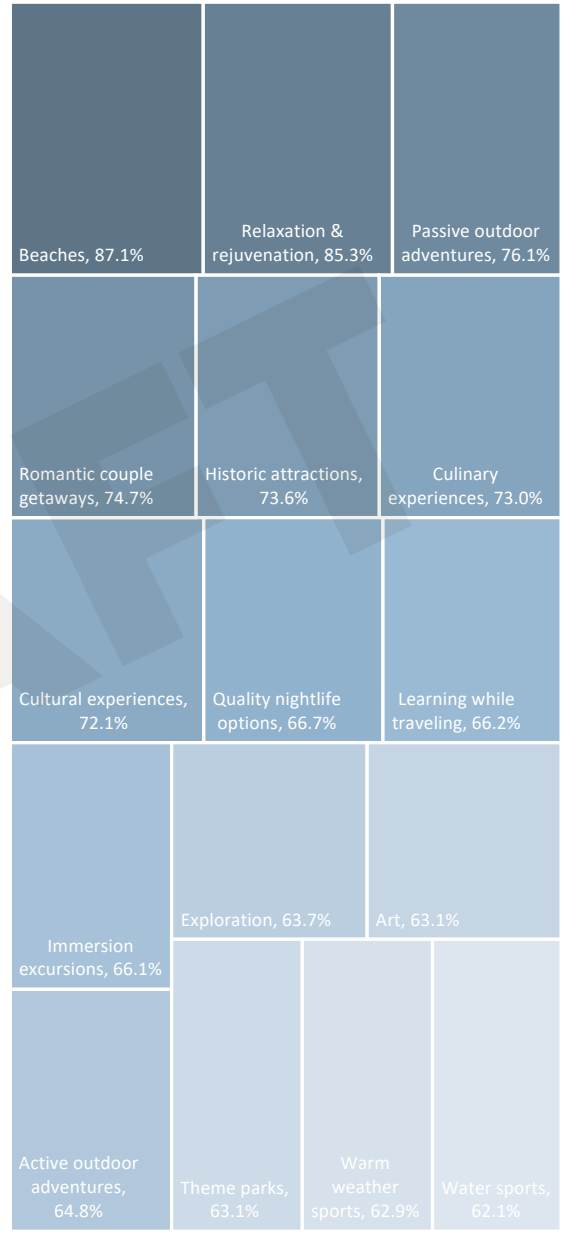 Beaches, 87.1%
Relaxation &
rejuvenation, 85.3%
Passive outdoor
adventures, 76.1%
Romantic couple
getaways, 74.7%
Historic attractions,
73.6%
Culinary
experiences, 73.0%
Cultural experiences,
72.1%
Quality nightlife
options, 66.7%
Learning while
traveling, 66.2%
Immersion
excursions, 66.1%
Exploration, 63.7%
Art, 63.1%
Active outdoor
adventures,
64.8%
Theme parks,
63.1%
Warm
weather
sports, 62.9%
Water sports,
62.1%